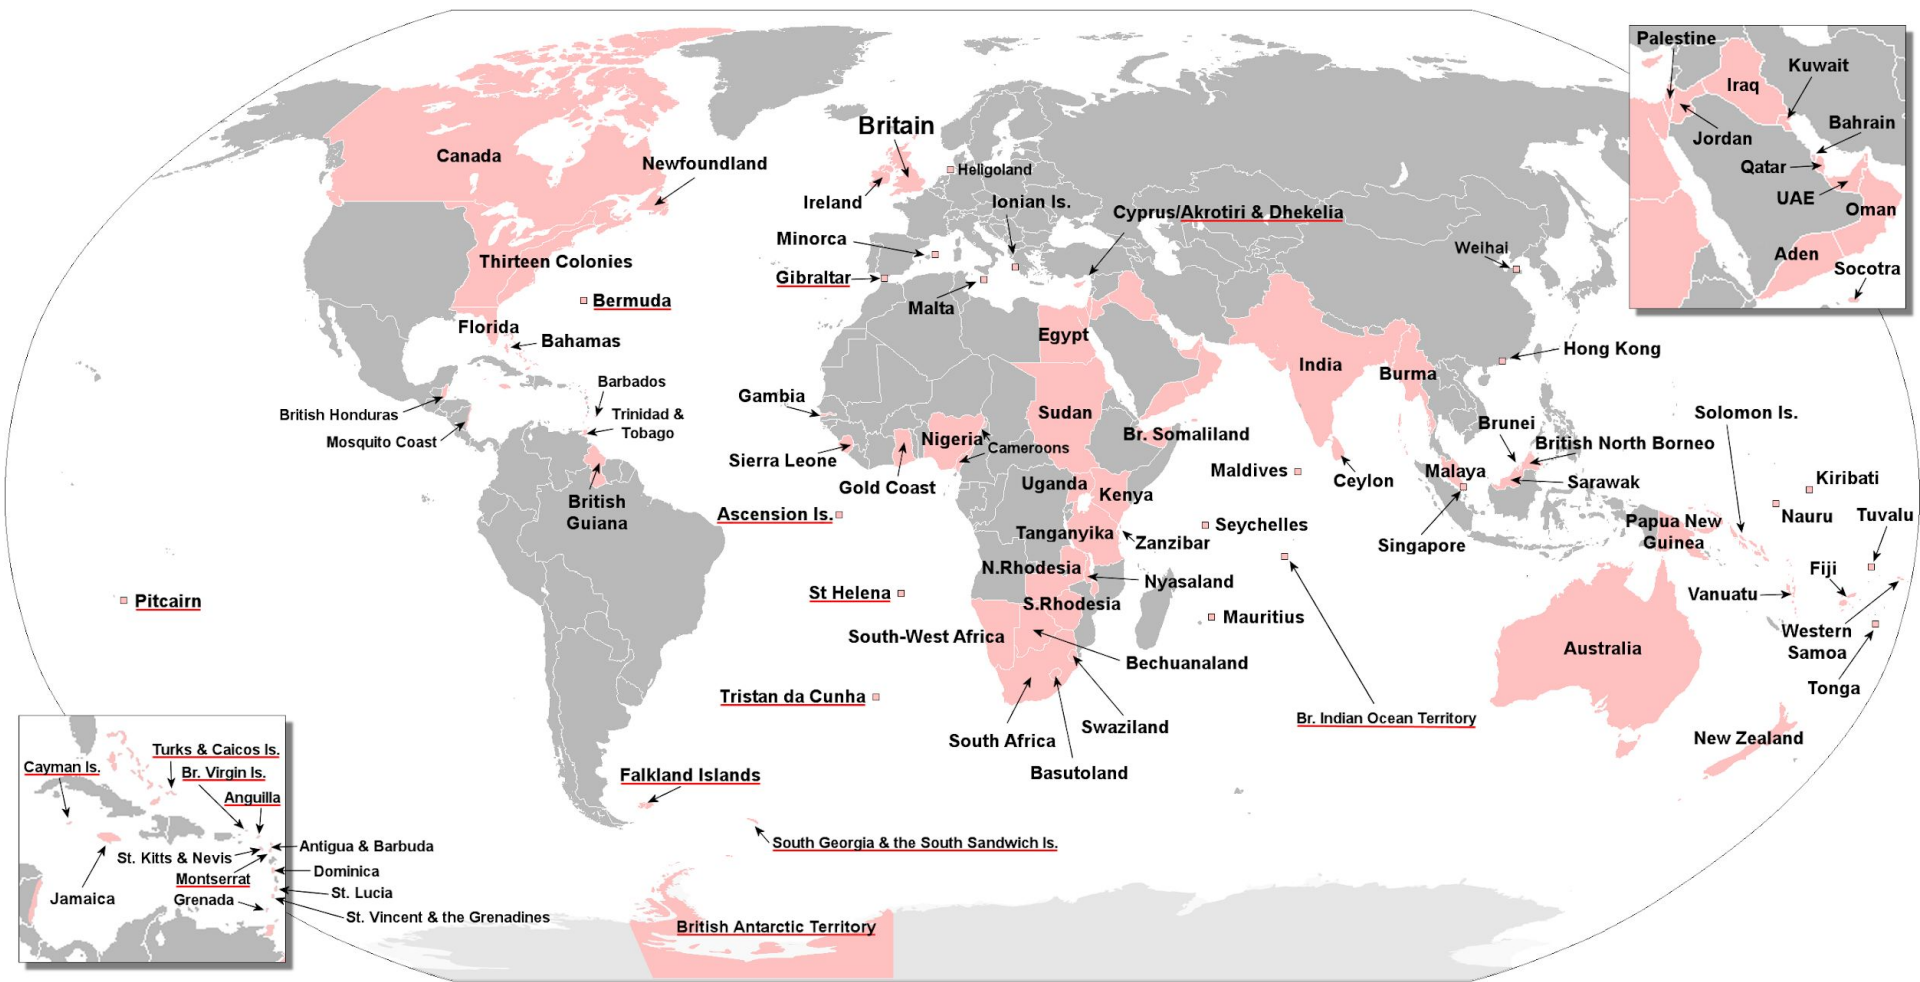 Britain
Canada
Newfoundland
Ireland
Heligoland
Ionian Is.
Cyprus/Akrotiri & Dhekelia
Minorca
Gibraltar
Malta
Weihai
Thirteen Colonies
Bermuda
Florida
Bahamas
Egypt
India
Burma
Hong Kong
Barbados
Trinidad &
Tobago
British Honduras
Mosquito Coast
Gambia
Sudan
Nigeria
Cameroons
Br. Somaliland
Sierra Leone
Gold Coast
British
Guiana
Maldives
Ceylon
Malaya
Brunei
British North Borneo
Sarawak
Singapore
Solomon Is.
Kiribati
Nauru
Tuvalu
Uganda
Kenya
Ascension Is.
Tanganyika
Zanzibar
Seychelles
Papua New
Guinea
N.Rhodesia
Nyasaland
St Helena
S.Rhodesia
Fiji
Vanuatu
Pitcairn
Mauritius
South-West Africa
Bechuanaland
Australia
Western
Samoa
Tonga
Tristan da Cunha
Br. Indian Ocean Territory
Swaziland
South Africa
Basutoland
New Zealand
Falkland Islands
South Georgia & the South Sandwich Is.
British Antarctic Territory
Palestine
Iraq
Kuwait
Jordan
Bahrain
Qatar
UAE
Oman
Aden
Socotra
Turks & Caicos Is.
Cayman Is.
Br. Virgin Is.
Anguilla
Antigua & Barbuda
St. Kitts & Nevis
Montserrat
Dominica
Jamaica
St. Lucia
Grenada
St. Vincent & the Grenadines